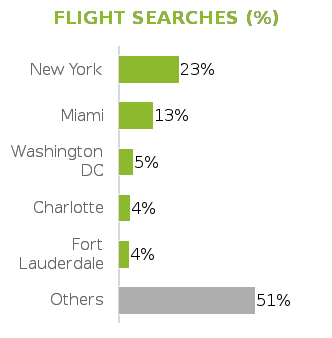 FLIGHT SEARCHES (%)
New York 23%
Miami 13%
Washington
DC 5%
Charlotte 4%
Fort
Lauderdale 4%
Others 51%